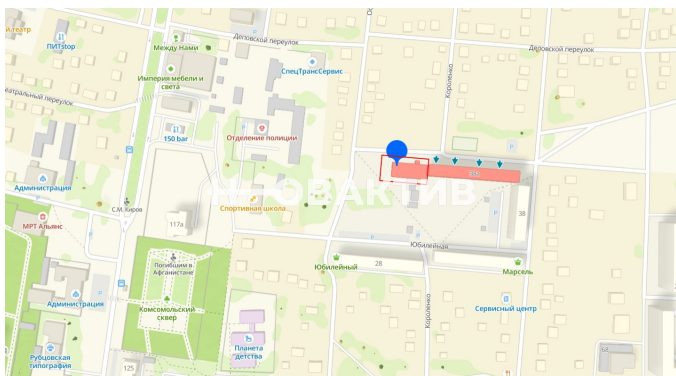 й театр
ПИТstop
Между Нами
Деповской переулок
Деповской переулок
Империя мебели и
света
СпецТрансСервис
Короленко
еатральный переулок
150 bar
Отделение полиции
Администрация
С.М. Киров
МРТ Альянс
117а
Спортивная школа
НОВАКТИВ
38
Юбилейная
Погибшим в
Афганистане
Юбилейный
28
Марсель
Администрация
Комсомольский
сквер
Короленко
Сервисный центр
Рубцовская
типография
Планета
детства
125